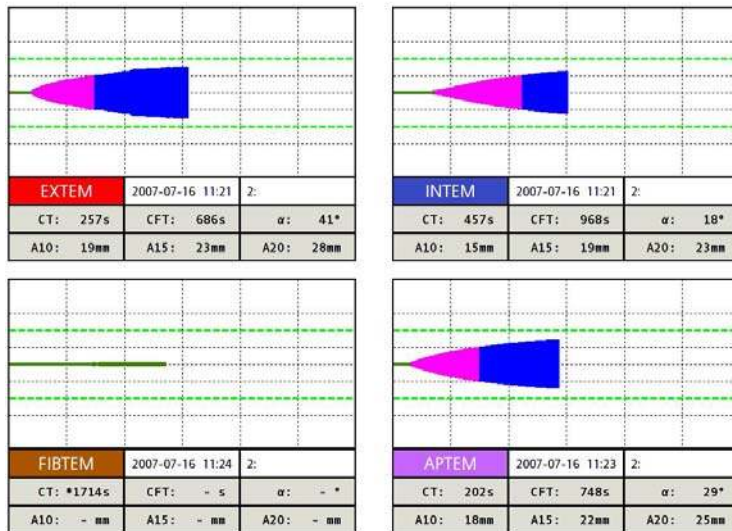 EXTEM 2007-07-16 11:21 2:
CT: 257s CFT: 686s α: 41°
A10: 19mm A15: 23mm A20: 28mm
INTEM 2007-07-16 11:21 2:
CT: 457s CFT: 968s α: 18°
A10: 15mm A15: 19mm A20: 23mm
FIBTEM 2007-07-16 11:24 2:
CT: *1714s CFT: - s α: - °
A10: - mm A15: - mm A20: - mm
APTEM 2007-07-16 11:23 2:
CT: 202s CFT: 748s α: 29°
A10: 18mm A15: 22mm A20: 25mm